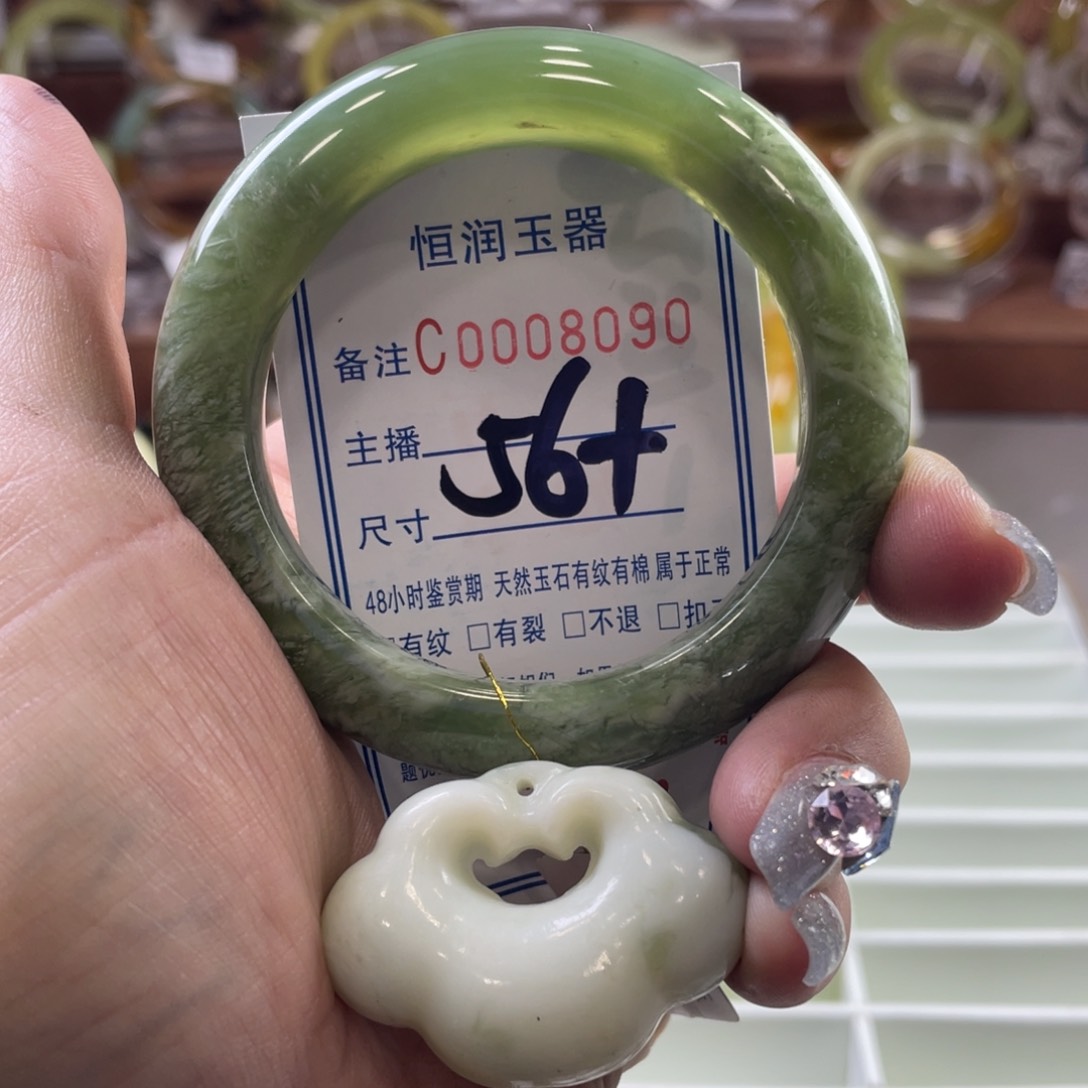 恒润玉器
备注C0008090
主播
56+
尺寸
48小时鉴赏期 天然玉石有纹有棉属于正常
有纹 □有裂 □不退 □扣
题